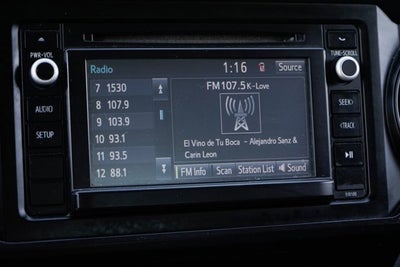 PWR•VOL
TUNE•SCROLL
Radio
1:16
Source
7 1530
8 107.9
9 103.9
10 93.1
11 93.5
12 88.1
FM107.5 K-Love
El Vino de Tu Boca - Alejandro Sanz &
Carin Leon
FM Info
Scan
Station List
Sound
AUDIO
SETUP
SEEK>
<TRACK